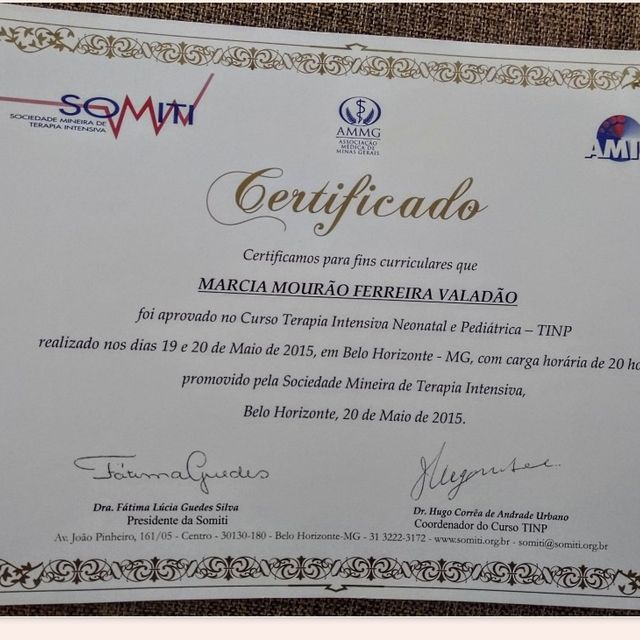 SOMITI
SOCIEDADE MINEIRA DE
TERAPIA INTENSIVA
AMMG
ASSOCIAÇÃO
MÉDICA DE
MINAS GERAIS
Certificado
Certificamos para fins curriculares que
MARCIA MOURÃO FERREIRA VALADÃO
foi aprovado no Curso Terapia Intensiva Neonatal e Pediátrica – TINP
realizado nos dias 19 e 20 de Maio de 2015, em Belo Horizonte - MG, com carga horária de 20 ho
promovido pela Sociedade Mineira de Terapia Intensiva,
Belo Horizonte, 20 de Maio de 2015.
Fátima Guedes
Dra. Fátima Lúcia Guedes Silva
Presidente da Somiti
Dr. Hugo Corrêa de Andrade Urbano
Coordenador do Curso TINP
Av. João Pinheiro, 161/05 - Centro - 30130-180 - Belo Horizonte-MG - 31 3222-3172 - www.somiti.org.br - somiti@somiti.org.br